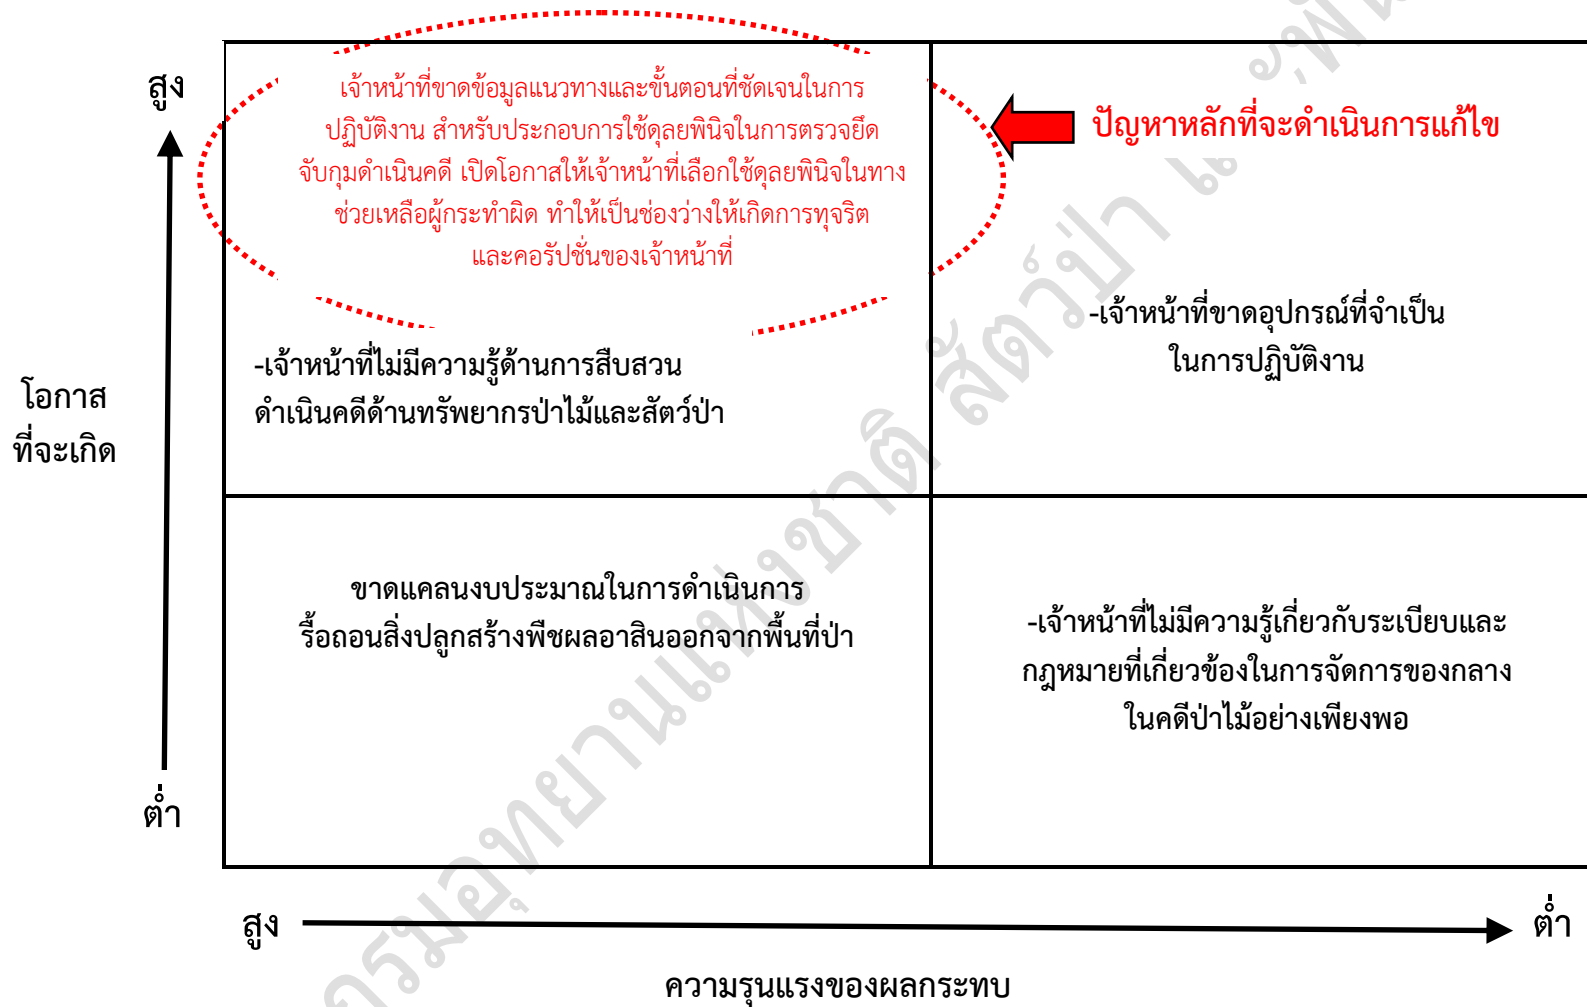 สูง
เจ้าหน้าที่ขาดข้อมูลแนวทางและขั้นตอนที่ชัดเจนในการ
ปฏิบัติงาน สำหรับประกอบการใช้ดุลยพินิจในการตรวจยึด
จับกุมดำเนินคดี เปิดโอกาสให้เจ้าหน้าที่เลือกใช้ดุลยพินิจในทาง
ช่วยเหลือผู้กระทำผิด ทำให้เป็นช่องว่างให้เกิดการทุจริต
และคอรัปชั่นของเจ้าหน้าที่
ปัญหาหลักที่จะดำเนินการแก้ไข
-เจ้าหน้าที่ไม่มีความรู้ด้านการสืบสวน
ดำเนินคดีด้านทรัพยากรป่าไม้และสัตว์ป่า
-เจ้าหน้าที่ขาดอุปกรณ์ที่จำเป็น
ในการปฏิบัติงาน
โอกาส
ที่จะเกิด
ขาดแคลนงบประมาณในการดำเนินการ
รื้อถอนสิ่งปลูกสร้างพืชผลอาสินออกจากพื้นที่ป่า
-เจ้าหน้าที่ไม่มีความรู้เกี่ยวกับระเบียบและ
กฎหมายที่เกี่ยวข้องในการจัดการของกลาง
ในคดีป่าไม้อย่างเพียงพอ
ต่ำ
สูง
ต่ำ
ความรุนแรงของผลกระทบ
กรมอุทยานแห่งชาติ สัตว์ป่า